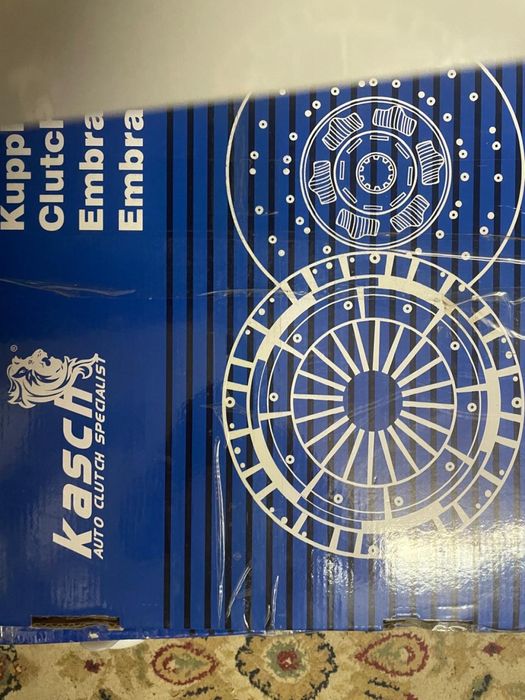 Kuppl
Clutch
Embra
Embra
®
kasch
AUTO CLUTCH SPECIALIST